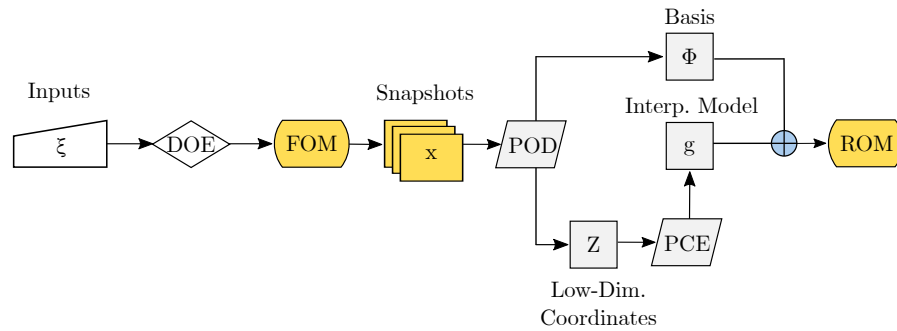 Inputs
ξ
DOE
FOM
Snapshots
x
POD
Basis
Φ
Interp. Model
g
ROM
Z
PCE
Low-Dim.
Coordinates